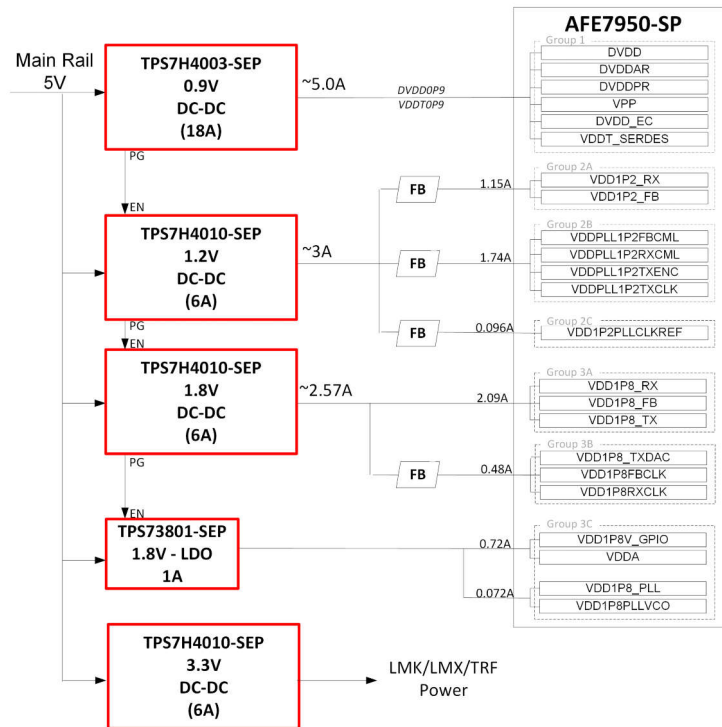 AFE7950-SP
Main Rail
5V
TPS7H4003-SEP
0.9V
DC-DC
(18A)
~5.0A
DVDD0P9
VDDT0P9
Group 1
DVDD
DVDDAR
DVDDPR
VPP
DVDD_EC
VDDT_SERDES
PG
EN
TPS7H4010-SEP
1.2V
DC-DC
(6A)
~3A
FB
1.15A
Group 2A
VDD1P2_RX
VDD1P2_FB
FB
1.74A
Group 2B
VDDPLL1P2FBCML
VDDPLL1P2RXCML
VDDPLL1P2TXENC
VDDPLL1P2TXCLK
FB
0.096A
Group 2C
VDD1P2PLLCLKREF
PG
EN
TPS7H4010-SEP
1.8V
DC-DC
(6A)
~2.57A
2.09A
Group 3A
VDD1P8_RX
VDD1P8_FB
VDD1P8_TX
FB
0.48A
Group 3B
VDD1P8_TXDAC
VDD1P8FBCLK
VDD1P8RXCLK
PG
EN
TPS73801-SEP
1.8V - LDO
1A
0.72A
Group 3C
VDD1P8V_GPIO
VDDA
0.072A
VDD1P8_PLL
VDD1P8PLLVCO
TPS7H4010-SEP
3.3V
DC-DC
(6A)
LMK/LMX/TRF
Power